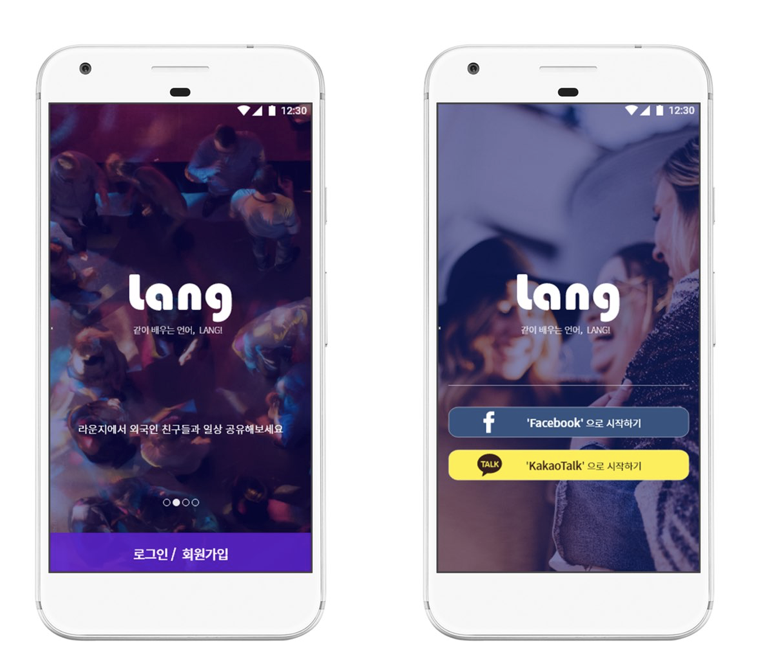 12:30
Lang
같이 배우는 언어, LANG!
라운지에서 외국인 친구들과 일상 공유해보세요
로그인 / 회원가입
12:30
Lang
같이 배우는 언어, LANG!
'Facebook' 으로 시작하기
TALK
'KakaoTalk' 으로 시작하기